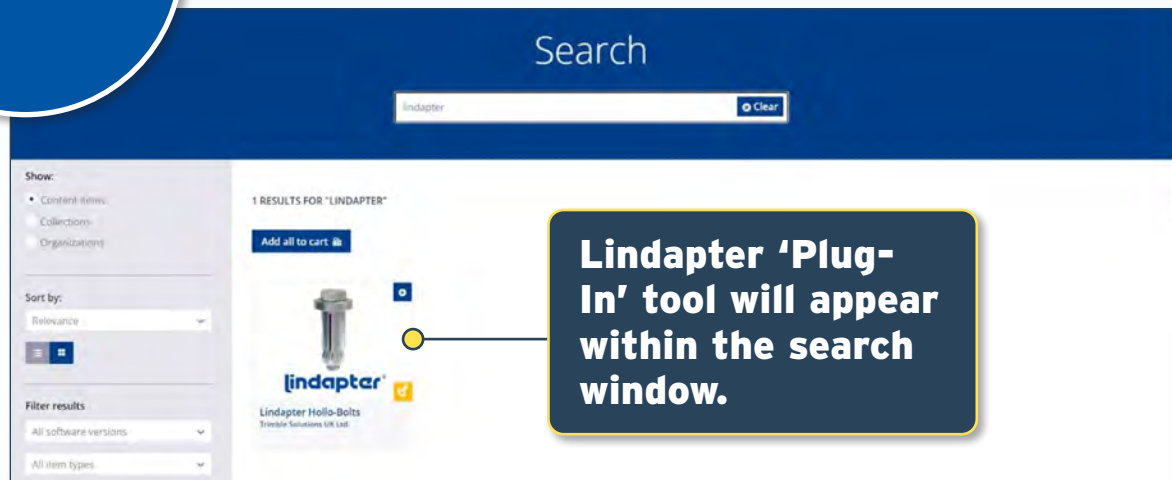 Search
lindapter
Clear
Show:
Content items
Collections
Organizations
Sort by:
Relevance
Filter results
All software versions
All item types
1 RESULTS FOR "LINDAPTER"
Add all to cart
lindapter
Lindapter Hollo-Bolts
Trimble Solutions UK Ltd.
Lindapter ‘Plug-
In’ tool will appear
within the search
window.